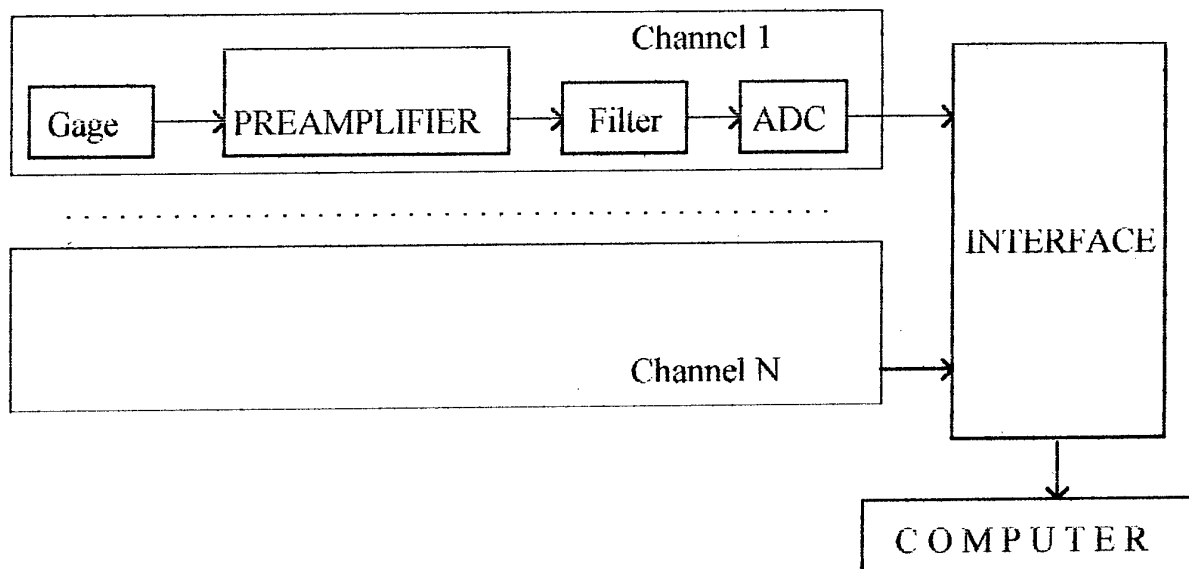 Channel 1
Gage
PREAMPLIFIER
Filter
ADC
INTERFACE
Channel N
COMPUTER